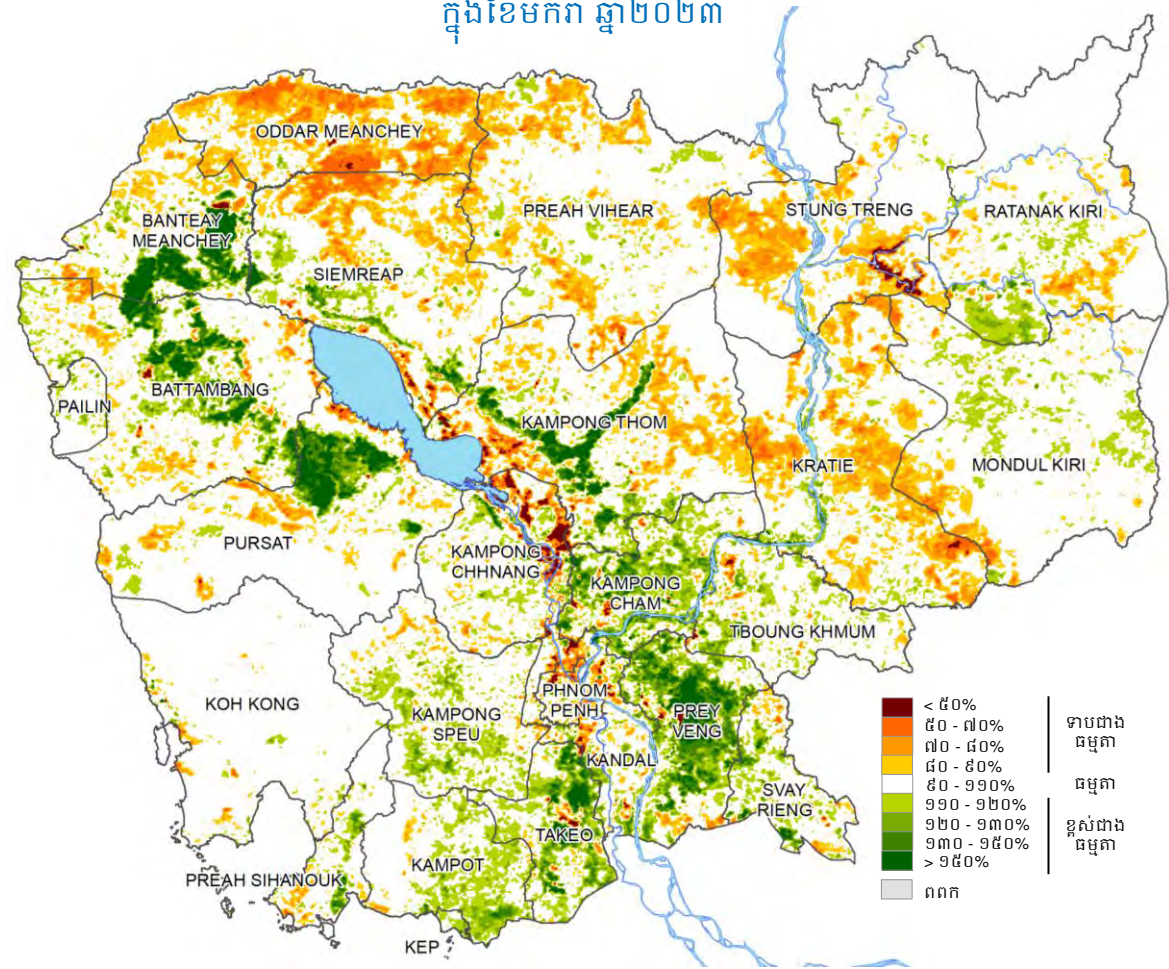 ក្នុងខែមករា ឆ្នាំ២០២៣
ODDAR MEANCHEY
BANTEAY
MEANCHEY
PREAH VIHEAR
STUNG TRENG
RATANAK KIRI
SIEMREAP
BATTAMBANG
PAILIN
KAMPONG THOM
KRATIE
MONDUL KIRI
PURSAT
KAMPONG
CHHNANG
KAMPONG
CHAM
TBOUNG KHMUM
KOH KONG
KAMPONG
SPEU
PHNOM
PENH
PREY
VENG
KANDAL
SVAY
RIENG
TAKEO
KAMPOT
PREAH SIHANOUK
KEP
< ៥០%
៥០ - ៧០%
៧០ - ៨០%
៨០ - ៩០%
៩០ - ១១០%
១១០ - ១២០%
១២០ - ១៣០%
១៣០ - ១៥០%
> ១៥០%
ទាបជាង
ធម្មតា
ធម្មតា
ខ្ពស់ជាង
ធម្មតា
ពពក